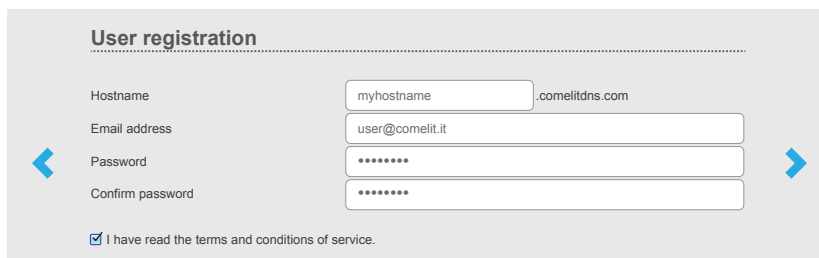 User registration
Hostname myhostname .comelitdns.com
Email address user@comelit.it
Password ••••••••
Confirm password ••••••••
I have read the terms and conditions of service.